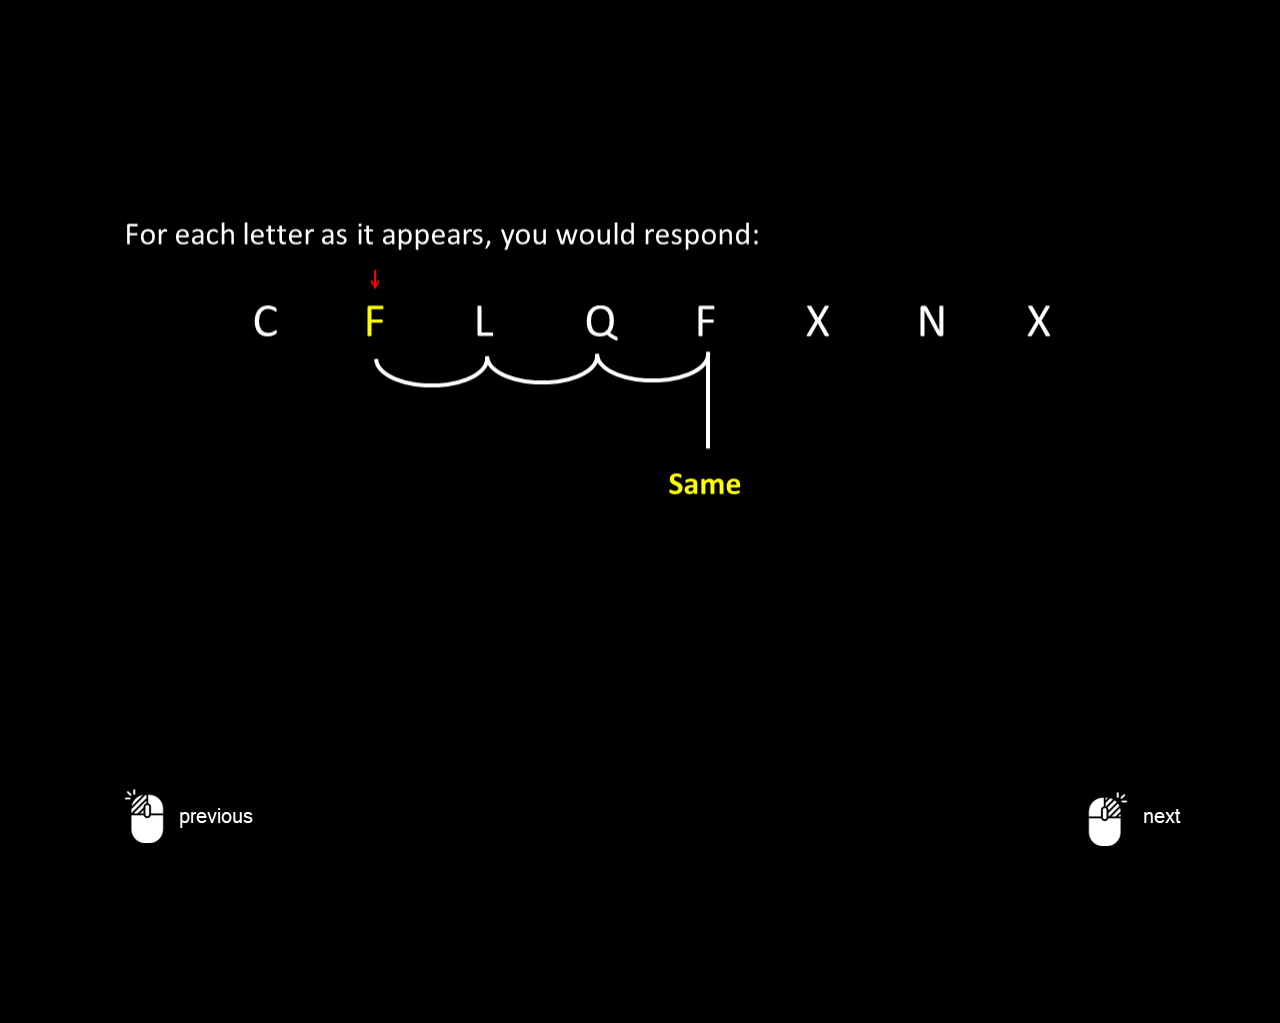 For each letter as it appears, you would respond:
C F L Q F X N X
Same
previous next